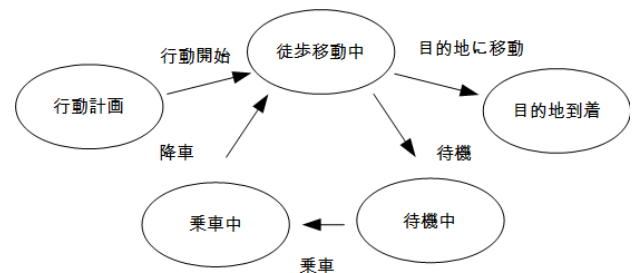 行動開始
徒歩移動中
目的地に移動
行動計画
目的地到着
降車
待機
乗車中
待機中
乗車